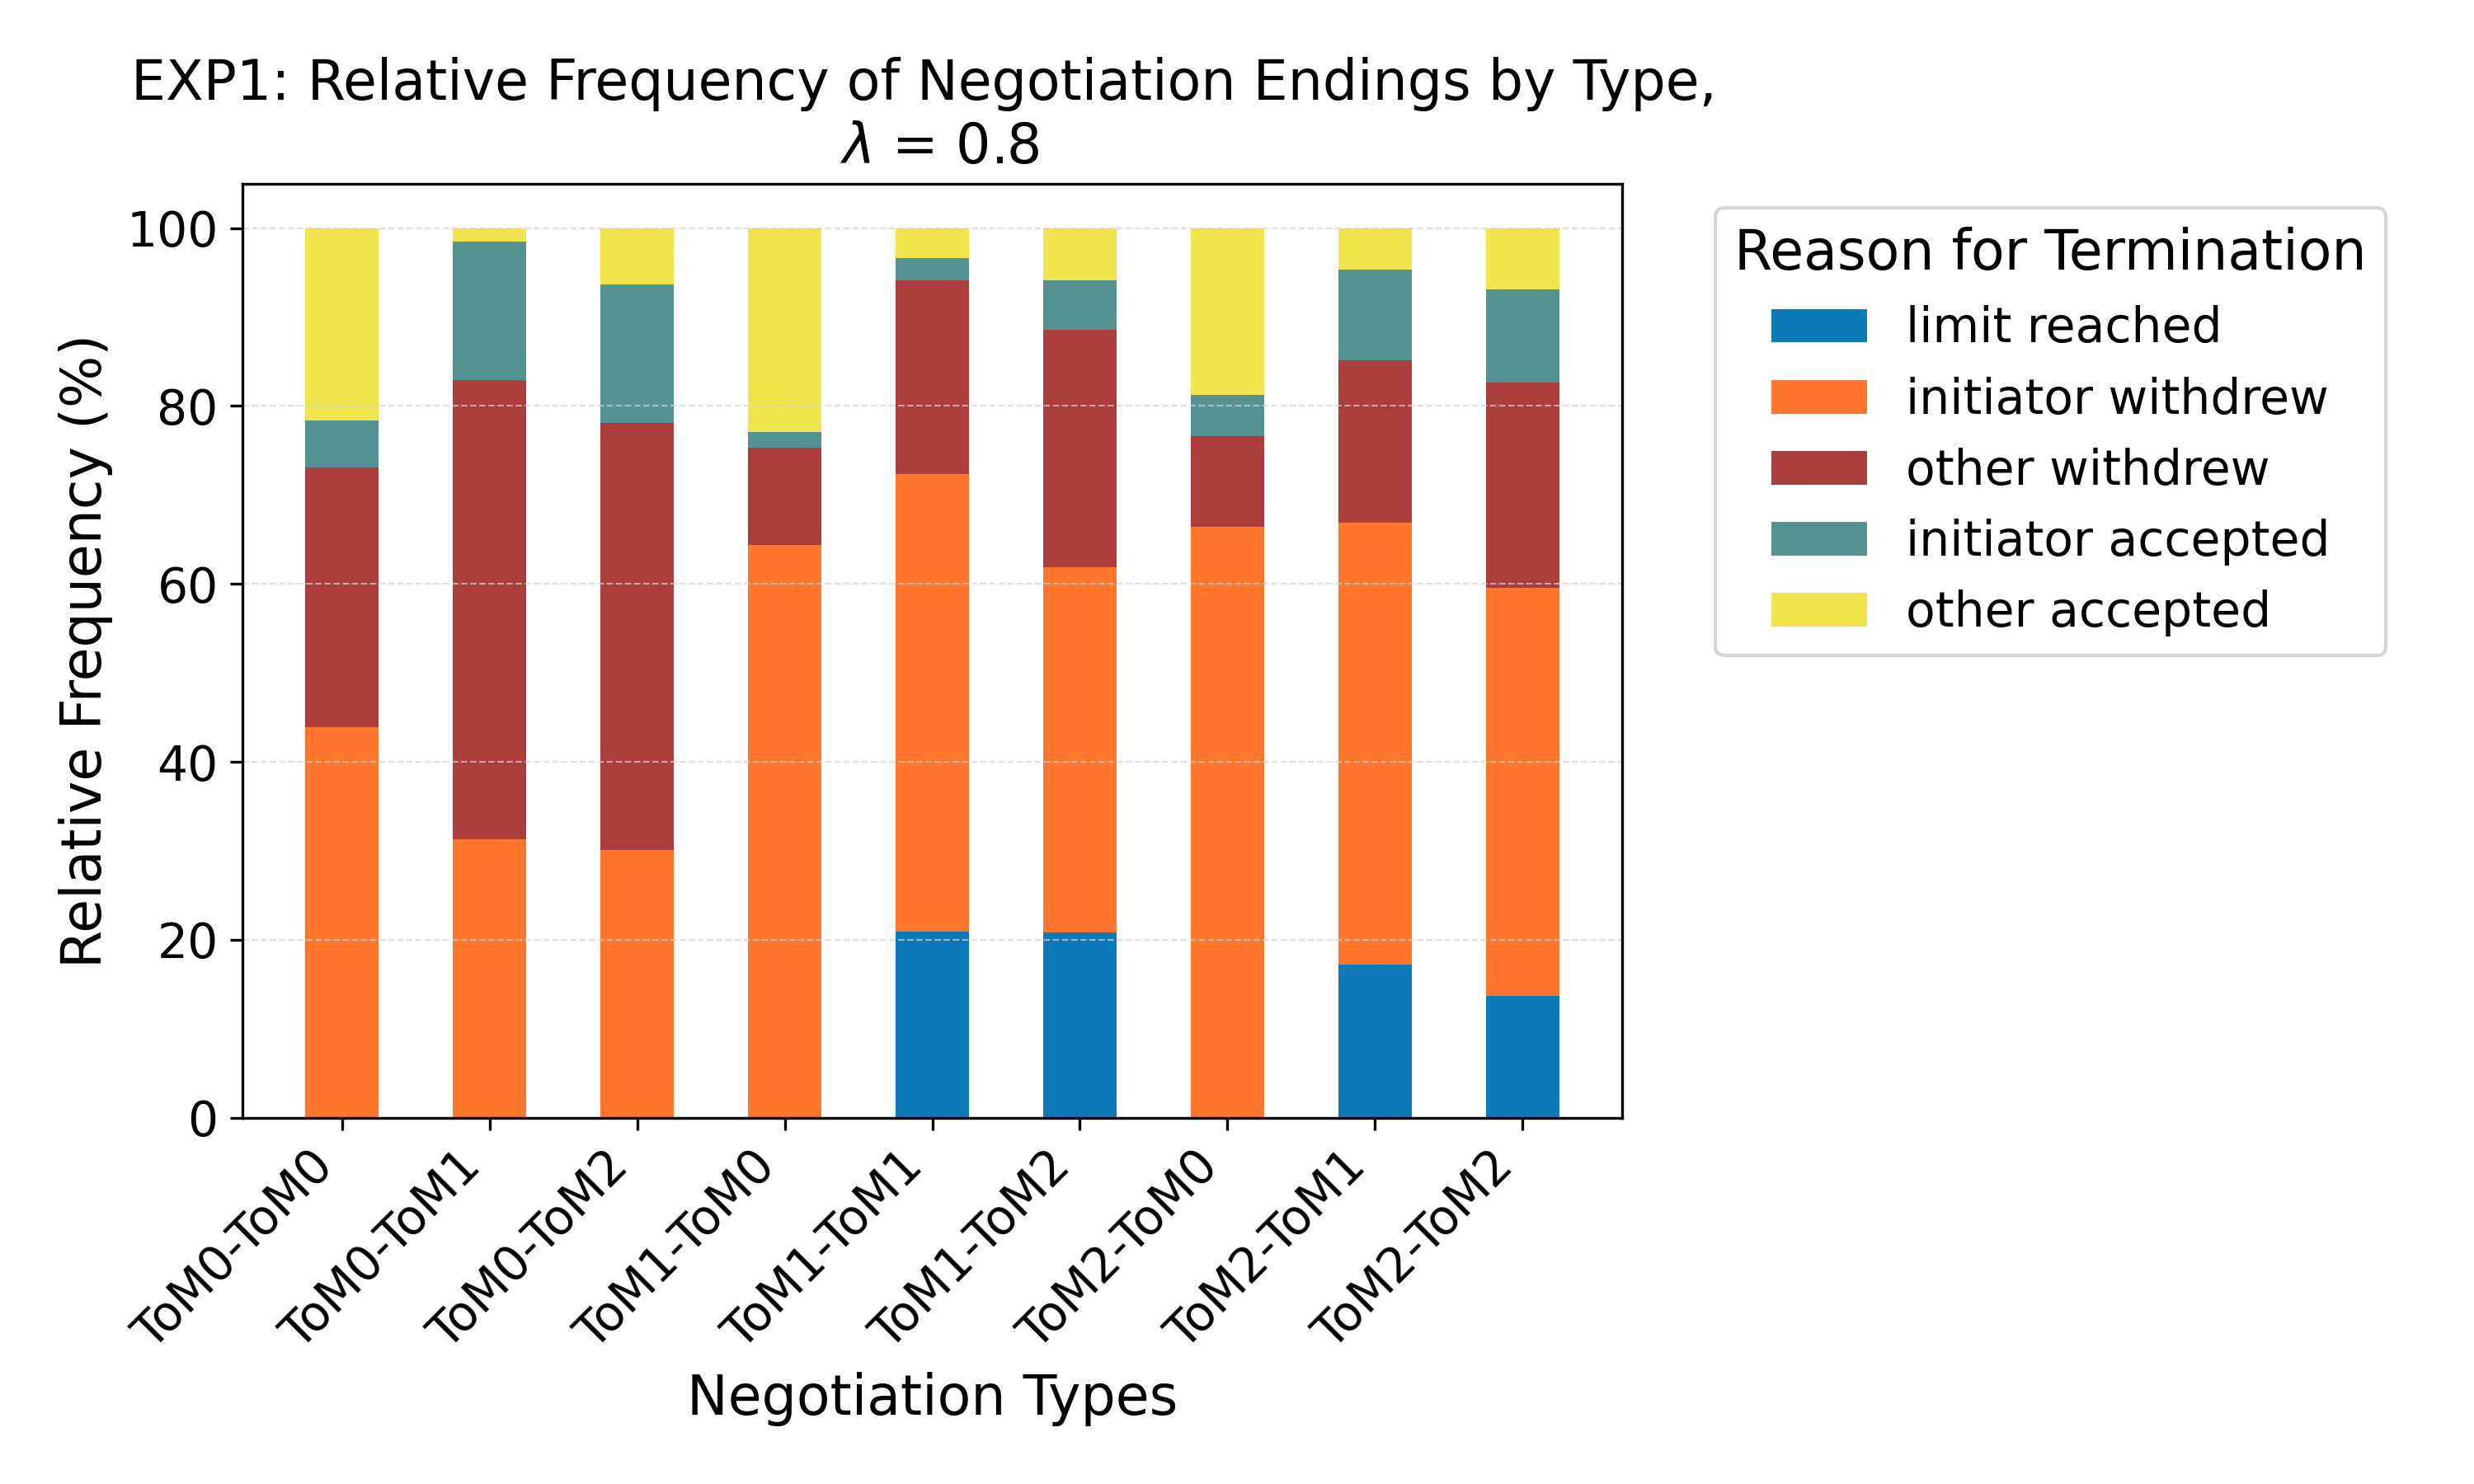 EXP1: Relative Frequency of Negotiation Endings by Type,
λ = 0.8
Relative Frequency (%)
100
80
60
40
20
0
ToM0-ToM0
ToM0-ToM1
ToM0-ToM2
ToM1-ToM0
ToM1-ToM1
ToM1-ToM2
ToM2-ToM0
ToM2-ToM1
ToM2-ToM2
Negotiation Types
Reason for Termination
limit reached
initiator withdrew
other withdrew
initiator accepted
other accepted